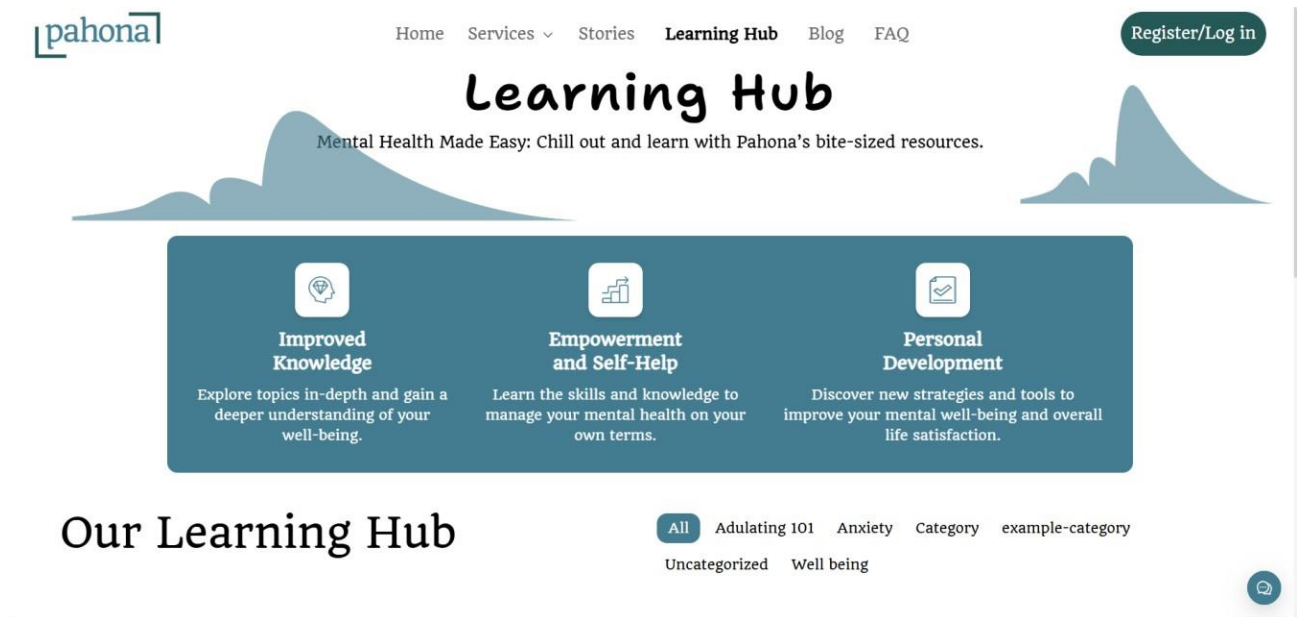 pahona
Home Services Stories Learning Hub Blog FAQ
Register/Log in
Learning Hub
Mental Health Made Easy: Chill out and learn with Pahona’s bite-sized resources.
Improved
Knowledge
Explore topics in-depth and gain a
deeper understanding of your
well-being.
Empowerment
and Self-Help
Learn the skills and knowledge to
manage your mental health on your
own terms.
Personal
Development
Discover new strategies and tools to
improve your mental well-being and overall
life satisfaction.
Our Learning Hub
All Adulating 101 Anxiety Category example-category
Uncategorized Well being